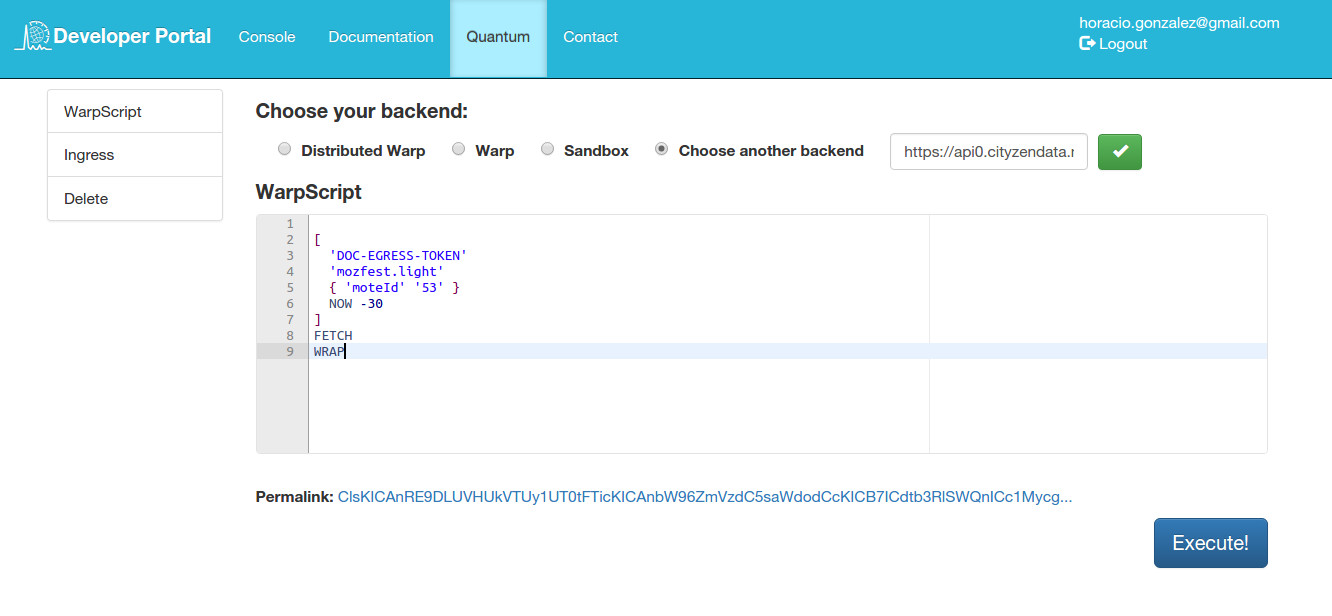 Developer Portal Console Documentation Quantum Contact horacio.gonzalez@gmail.com
Logout
WarpScript
Ingress
Delete
Choose your backend:
Distributed Warp Warp Sandbox Choose another backend https://api0.cityzendata.r
WarpScript
1
2 [
3 'DOC-EGRESS-TOKEN'
4 'mozfest.light'
5 { 'moteId' '53' }
6 NOW -30
7 ]
8 FETCH
9 WRAP
Permalink: ClsKICAnRE9DLUVHUkVTUy1UT0tFTicKICAnbW96ZmVzdC5saWdodCcKICB7ICdtb3RlSWQnICc1Mycg...
Execute!